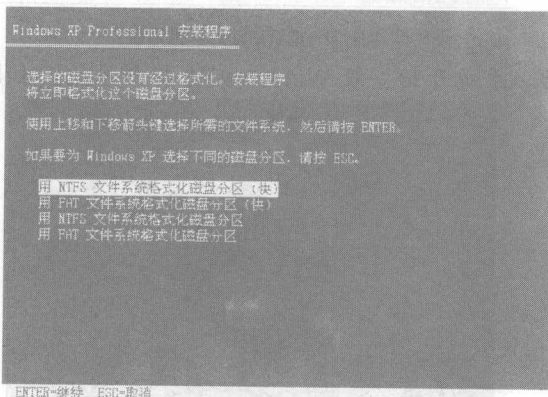 Windows XP Professional 安装程序
选择的磁盘分区没有经过格式化。安装程序
将立即格式化这个磁盘分区。
使用上移和下移箭头键选择所需的文件系统，然后请按 ENTER。
如果要为 Windows XP 选择不同的磁盘分区，请按 ESC。
用 NTFS 文件系统格式化磁盘分区（快）
用 FAT 文件系统格式化磁盘分区（快）
用 NTFS 文件系统格式化磁盘分区
用 FAT 文件系统格式化磁盘分区
ENTER=继续 ESC=取消